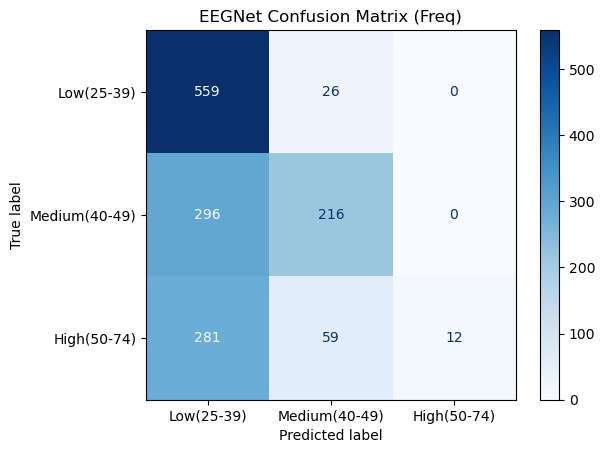 EEGNet Confusion Matrix (Freq)
True label
Low(25-39)
559 26 0
Medium(40-49)
296 216 0
High(50-74)
281 59 12
Low(25-39) Medium(40-49) High(50-74)
Predicted label
500
400
300
200
100
0